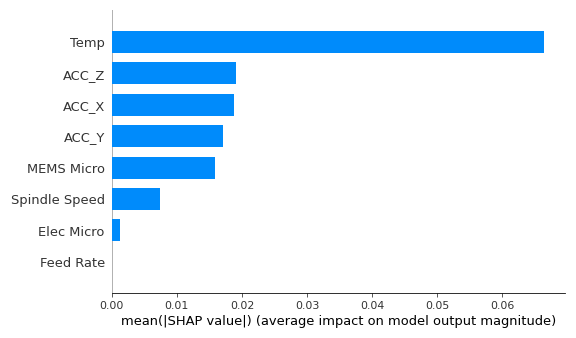 Temp
ACC_Z
ACC_X
ACC_Y
MEMS Micro
Spindle Speed
Elec Micro
Feed Rate
0.00 0.01 0.02 0.03 0.04 0.05 0.06
mean(|SHAP value|) (average impact on model output magnitude)